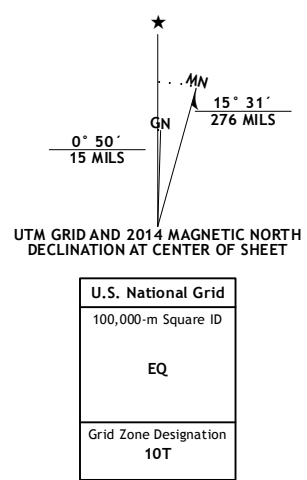 ★
MN
15° 31´
276 MILS
GN
0° 50´
15 MILS
UTM GRID AND 2014 MAGNETIC NORTH
DECLINATION AT CENTER OF SHEET
U.S. National Grid
100,000-m Square ID
EQ
Grid Zone Designation
10T